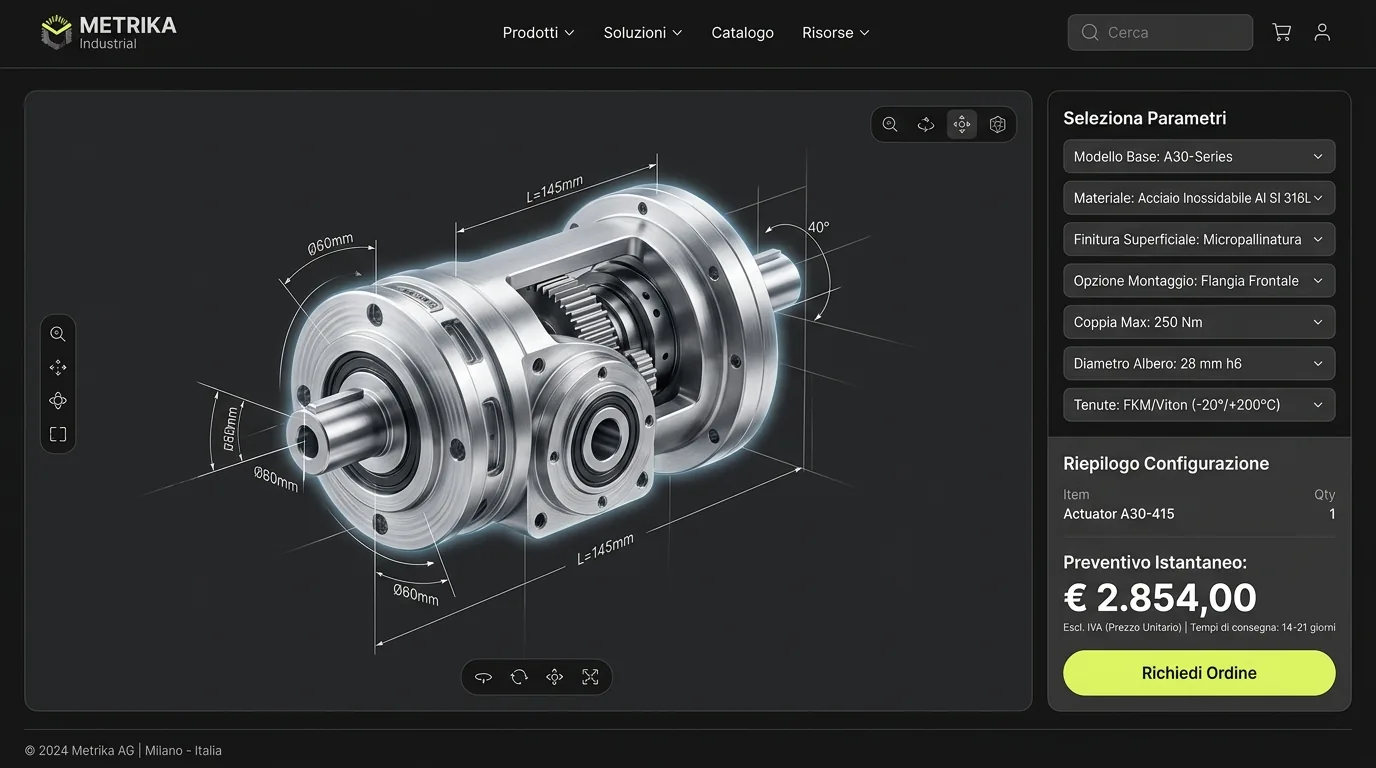 METRIKA
Industrial
Prodotti
Soluzioni
Catalogo
Risorse
Cerca
L=145mm
Ø60mm
40°
Ø60mm
L=145mm
Ø60mm
Seleziona Parametri
Modello Base: A30-Series
Materiale: Acciaio Inossidabile AI SI 316L
Finitura Superficiale: Micropallinatura
Opzione Montaggio: Flangia Frontale
Coppia Max: 250 Nm
Diametro Albero: 28 mm h6
Tenute: FKM/Viton (-20°/+200°C)
Riepilogo Configurazione
Item Qty
Actuator A30-415 1
Preventivo Istantaneo:
€ 2.854,00
Escl. IVA (Prezzo Unitario) | Tempi di consegna: 14-21 giorni
Richiedi Ordine
© 2024 Metrika AG | Milano - Italia